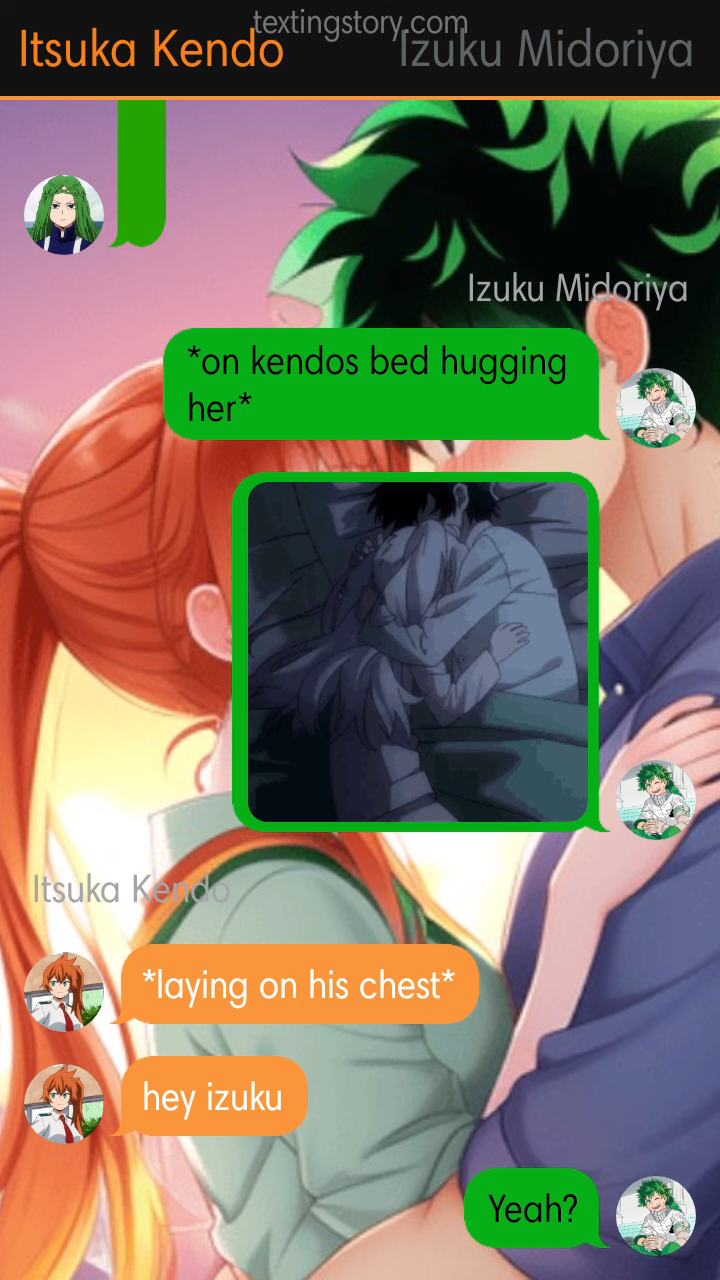 textingstory.com
Itsuka Kendo
Izuku Midoriya
Izuku Midoriya
*on kendos bed hugging
her*
Itsuka Kendo
*laying on his chest*
hey izuku
Yeah?